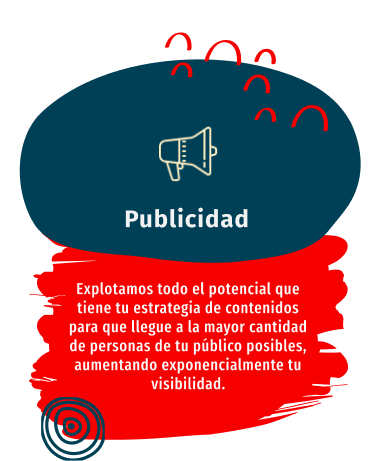 Publicidad
Explotamos todo el potencial que
tiene tu estrategia de contenidos
para que llegue a la mayor cantidad
de personas de tu público posibles,
aumentando exponencialmente tu
visibilidad.